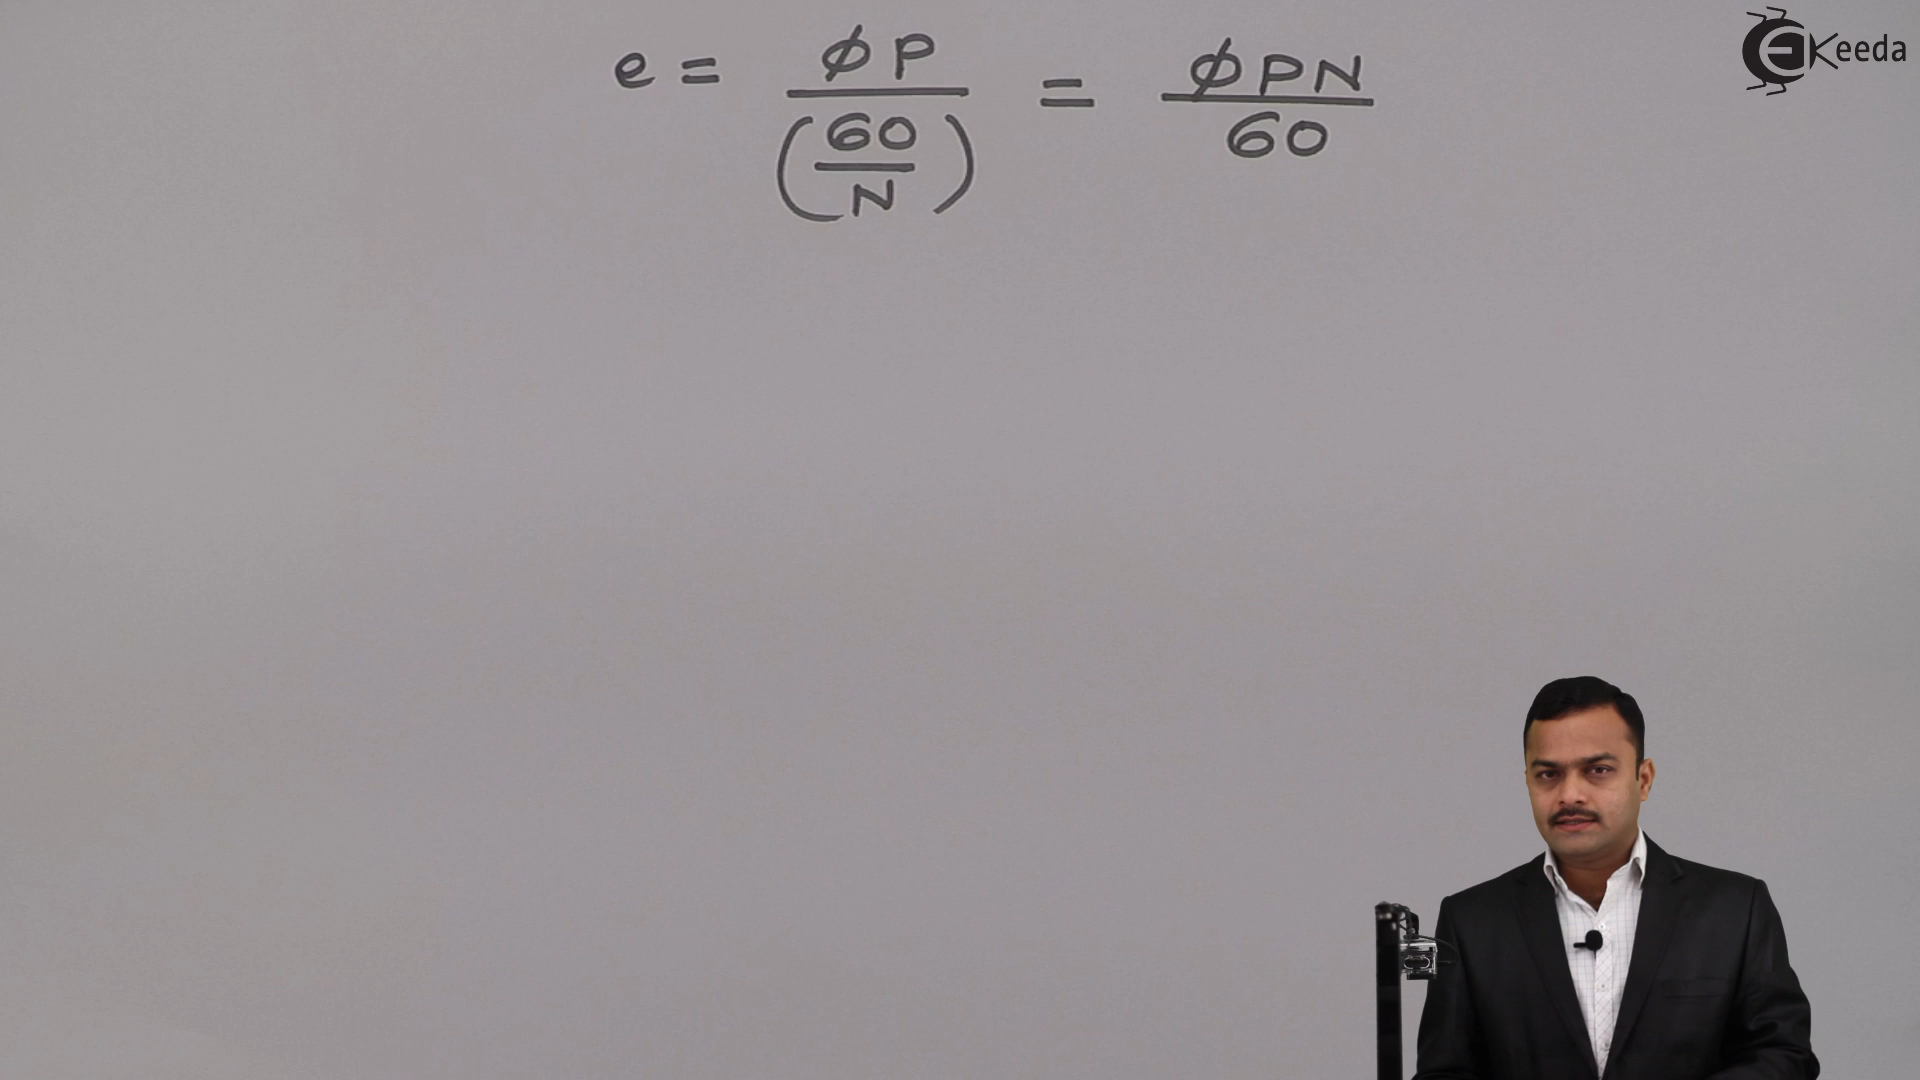 e = ϕP / (60/N) = ϕPN / 60
EKeeda